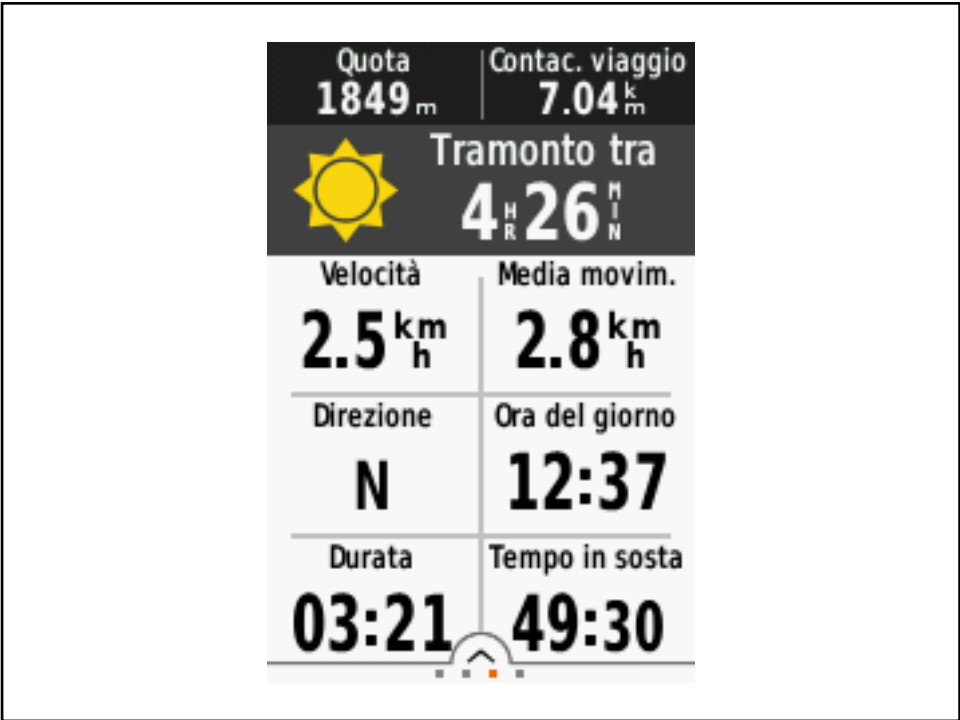 Quota
1849 m
Contac. viaggio
7.04 km
Tramonto tra
4 HR 26 MIN
Velocità
2.5 km h
Media movim.
2.8 km h
Direzione
N
Ora del giorno
12:37
Durata
03:21
Tempo in sosta
49:30